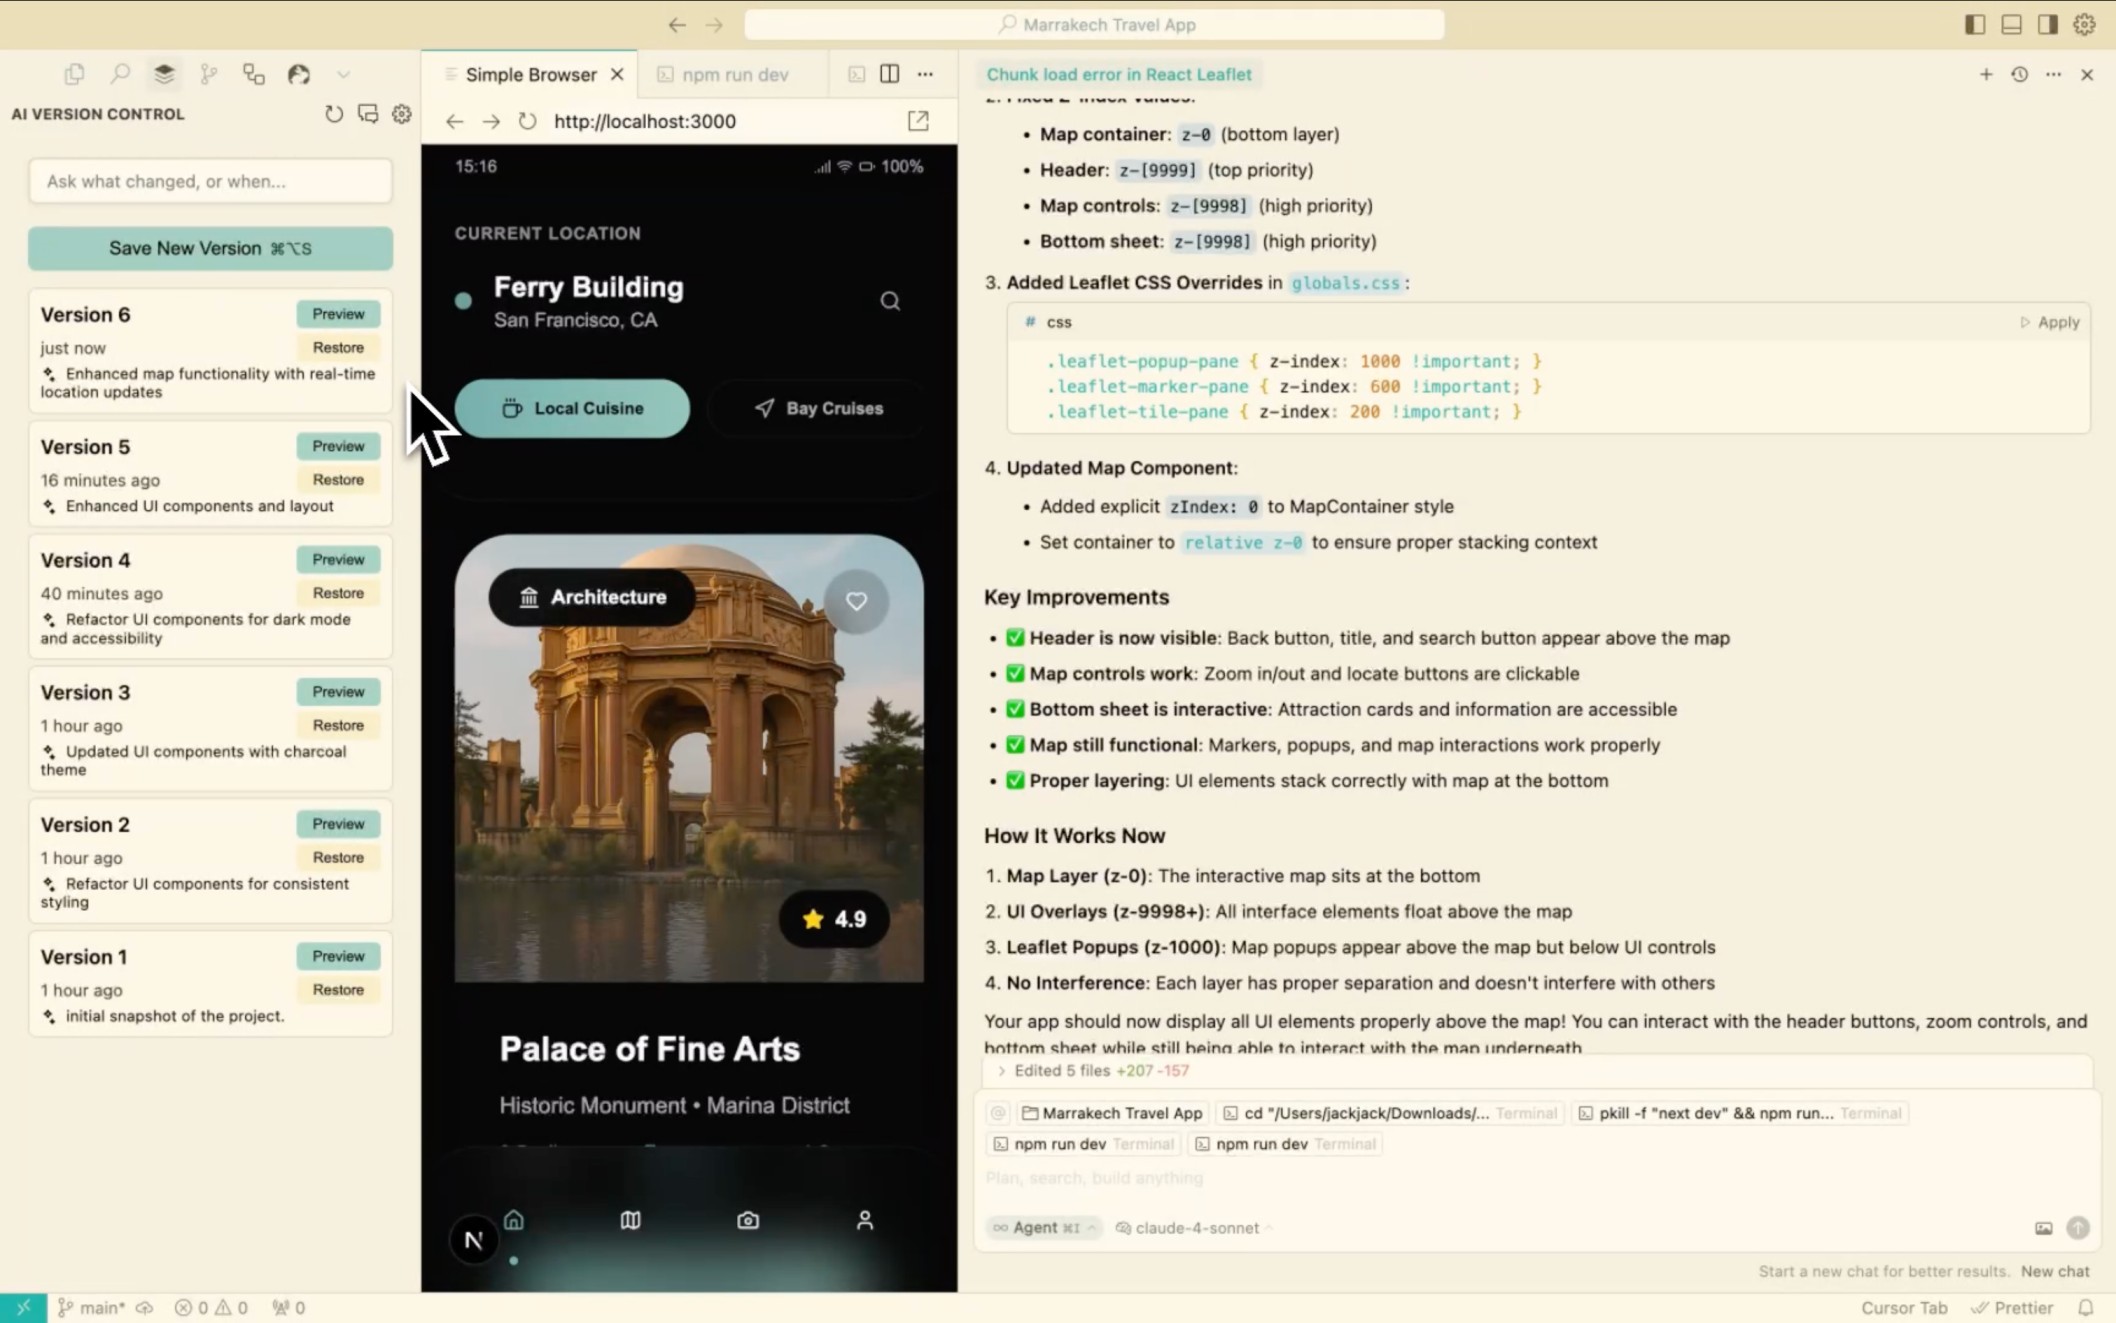 Marrakech Travel App
AI VERSION CONTROL
Ask what changed, or when...
Save New Version ⌘⌥S
Version 6
Preview
just now
Restore
Enhanced map functionality with real-time
location updates
Version 5
Preview
16 minutes ago
Restore
Enhanced UI components and layout
Version 4
Preview
40 minutes ago
Restore
Refactor UI components for dark mode
and accessibility
Version 3
Preview
1 hour ago
Restore
Updated UI components with charcoal
theme
Version 2
Preview
1 hour ago
Restore
Refactor UI components for consistent
styling
Version 1
Preview
1 hour ago
Restore
initial snapshot of the project.
Simple Browser
npm run dev
http://localhost:3000
15:16
100%
CURRENT LOCATION
Ferry Building
San Francisco, CA
Local Cuisine
Bay Cruises
Architecture
4.9
Palace of Fine Arts
Historic Monument • Marina District
N
Chunk load error in React Leaflet
2. Fixed Z-Index Values:
• Map container: z-0 (bottom layer)
• Header: z-[9999] (top priority)
• Map controls: z-[9998] (high priority)
• Bottom sheet: z-[9998] (high priority)
3. Added Leaflet CSS Overrides in globals.css:
# css
Apply
.leaflet-popup-pane { z-index: 1000 !important; }
.leaflet-marker-pane { z-index: 600 !important; }
.leaflet-tile-pane { z-index: 200 !important; }
4. Updated Map Component:
• Added explicit zIndex: 0 to MapContainer style
• Set container to relative z-0 to ensure proper stacking context
Key Improvements
• ✅ Header is now visible: Back button, title, and search button appear above the map
• ✅ Map controls work: Zoom in/out and locate buttons are clickable
• ✅ Bottom sheet is interactive: Attraction cards and information are accessible
• ✅ Map still functional: Markers, popups, and map interactions work properly
• ✅ Proper layering: UI elements stack correctly with map at the bottom
How It Works Now
1. Map Layer (z-0): The interactive map sits at the bottom
2. UI Overlays (z-9998+): All interface elements float above the map
3. Leaflet Popups (z-1000): Map popups appear above the map but below UI controls
4. No Interference: Each layer has proper separation and doesn't interfere with others
Your app should now display all UI elements properly above the map! You can interact with the header buttons, zoom controls, and
bottom sheet while still being able to interact with the map underneath
Edited 5 files +207 -157
@ Marrakech Travel App cd "/Users/jackjack/Downloads/... Terminal pkill -f "next dev" && npm run... Terminal
npm run dev Terminal npm run dev Terminal
Plan, search, build anything
Agent ⌘I claude-4-sonnet
Start a new chat for better results. New chat
main* 0 0 0
Cursor Tab Prettier